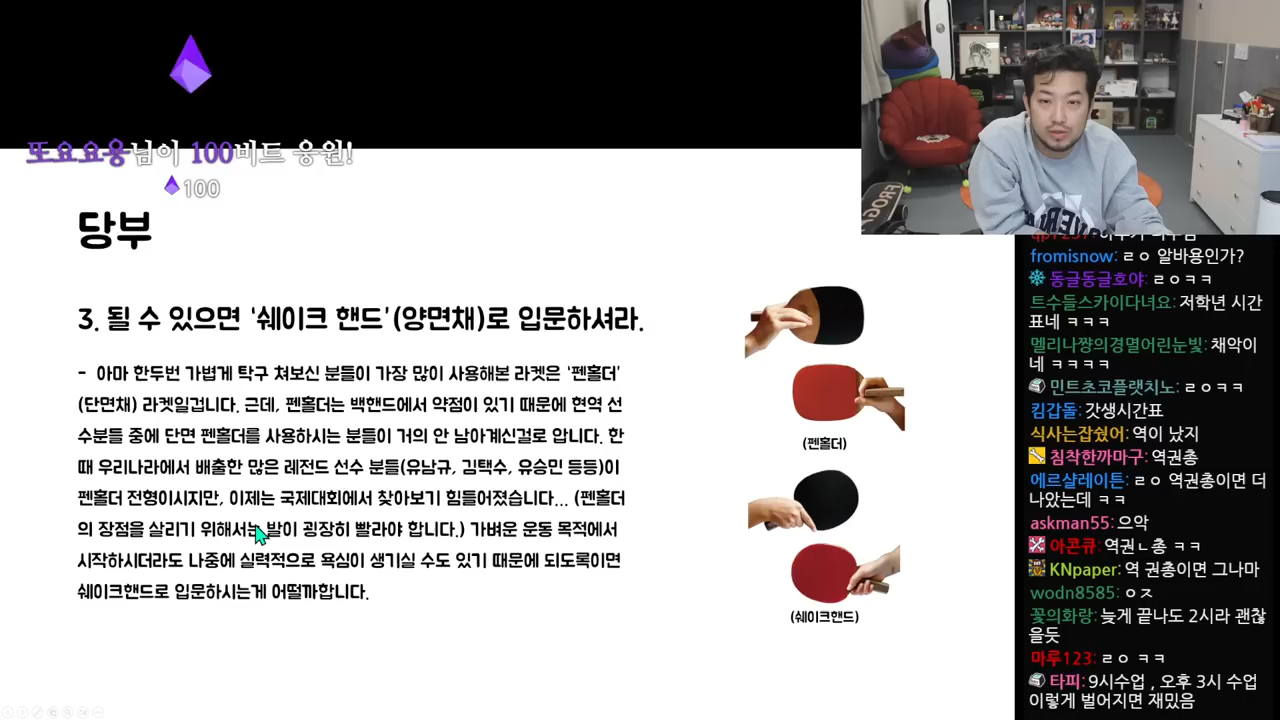 또요요용님이 100비트 응원!
100
당부
3. 될 수 있으면 '쉐이크 핸드'(양면채)로 입문하셔라.
- 아마 한두번 가볍게 탁구 쳐보신 분들이 가장 많이 사용해본 라켓은 '펜홀더'
(단면채) 라켓일겁니다. 근데, 펜홀더는 백핸드에서 약점이 있기 때문에 현역 선
수분들 중에 단면 펜홀더를 사용하시는 분들이 거의 안 남아계신걸로 압니다. 한
때 우리나라에서 배출한 많은 레전드 선수 분들(유남규, 김택수, 유승민 등등)이
펜홀더 전형이시지만, 이제는 국제대회에서 찾아보기 힘들어졌습니다... (펜홀더
의 장점을 살리기 위해서는 발이 굉장히 빨라야 합니다.) 가벼운 운동 목적에서
시작하시더라도 나중에 실력적으로 욕심이 생기실 수도 있기 때문에 되도록이면
쉐이크핸드로 입문하시는게 어떨까합니다.
(펜홀더)
(쉐이크핸드)
fromisnow: ㄹㅇ 알바용인가?
동글동글호야: ㄹㅇㅋㅋ
트수들스카이다녀요: 저학년 시간
표네 ㅋㅋㅋ
멜리나쨩의경멸어린눈빛: 채악이
네 ㅋㅋㅋㅋ
민트초코플랫치노: ㄹㅇㅋㅋ
킴갑돌: 갓생시간표
식사는잡쉈어: 역이 났지
침착한까마구: 역권총
에르샬레이튼: ㄹㅇ 역권총이면 더
나았는데 ㅋㅋ
askman55: 으악
아콘큐: 역권ㄴ총 ㅋㅋ
KNpaper: 역 권총이면 그나마
wodn8585: ㅇㅈ
꽃의화랑: 늦게 끝나도 2시라 괜찮
을듯
마루123: ㄹㅇ ㅋㅋ
타피: 9시수업 , 오후 3시 수업
이렇게 벌어지면 재밌음